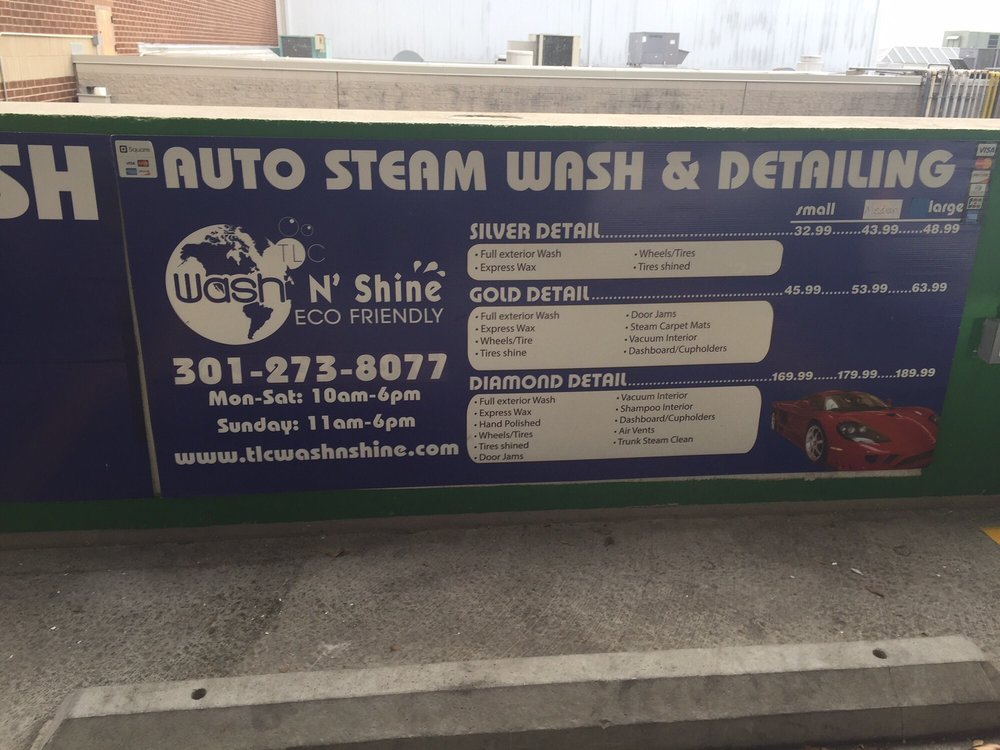 SH
Square
VISA
AUTO STEAM WASH & DETAILING
VISA
small Medium large
TLC
Wash N' Shine
ECO FRIENDLY
301-273-8077
Mon-Sat: 10am-6pm
Sunday: 11am-6pm
www.tlcwashnshine.com
SILVER DETAIL..............................32.99.......43.99......48.99
• Full exterior Wash
• Express Wax
• Wheels/Tires
• Tires shined
GOLD DETAIL..............................45.99....... 53.99......63.99
• Full exterior Wash
• Express Wax
• Wheels/Tire
• Tires shine
• Door Jams
• Steam Carpet Mats
• Vacuum Interior
• Dashboard/Cupholders
DIAMOND DETAIL......................169.99......179.99.....189.99
• Full exterior Wash
• Express Wax
• Hand Polished
• Wheels/Tires
• Tires shined
• Door Jams
• Vacuum Interior
• Shampoo Interior
• Dashboard/Cupholders
• Air Vents
• Trunk Steam Clean